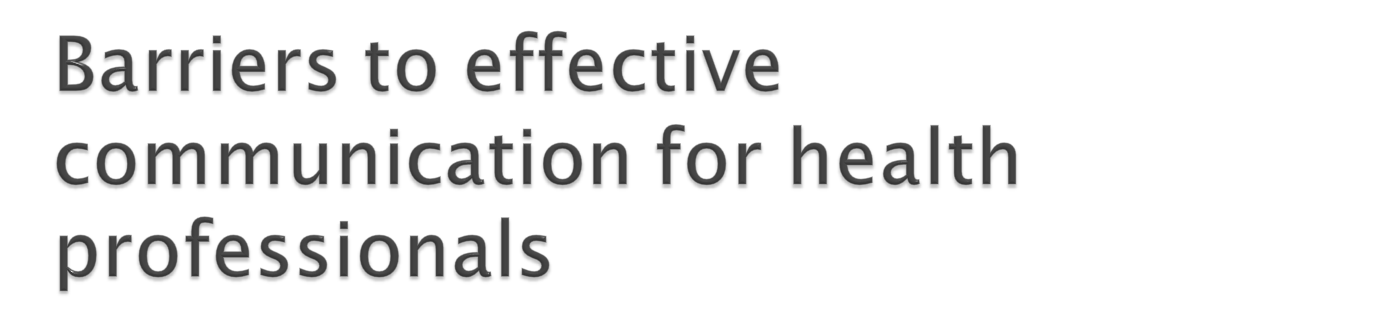 Barriers to effective
communication for health
professionals